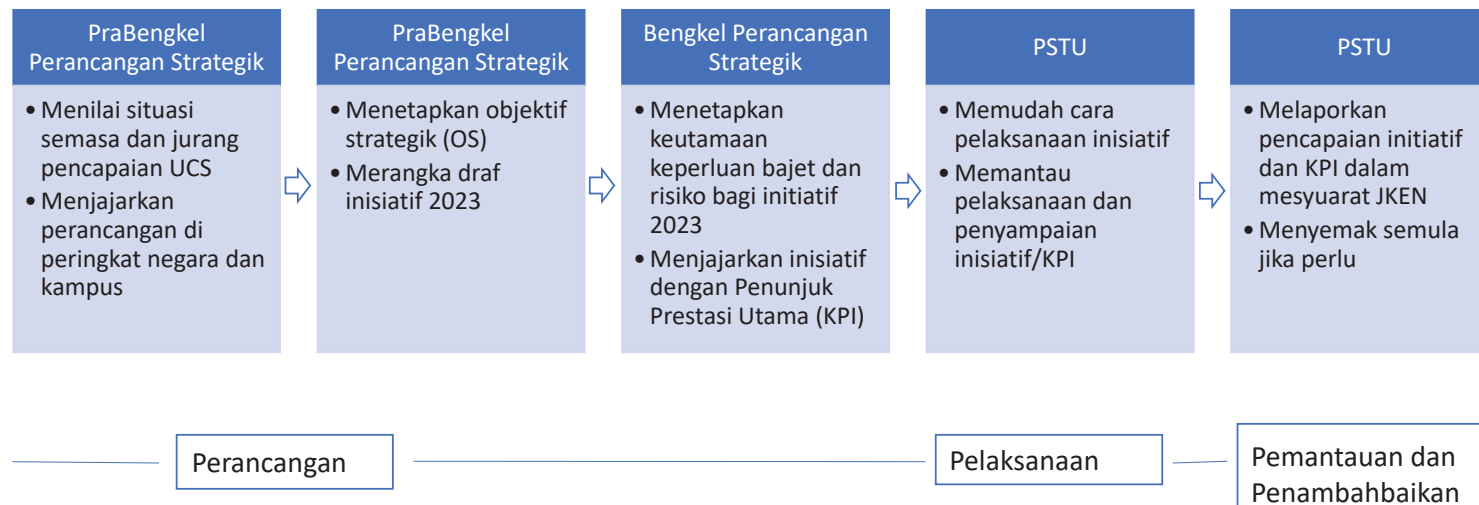 PraBengkel
Perancangan Strategik
• Menilai situasi
semasa dan jurang
pencapaian UCS
• Menjajarkan
perancangan di
peringkat negara dan
kampus
PraBengkel
Perancangan Strategik
• Menetapkan objektif
strategik (OS)
• Merangka draf
inisiatif 2023
Bengkel Perancangan
Strategik
• Menetapkan
keutamaan
keperluan bajet dan
risiko bagi initiatif
2023
• Menjajarkan inisiatif
dengan Penunjuk
Prestasi Utama (KPI)
PSTU
• Memudah cara
pelaksanaan inisiatif
• Memantau
pelaksanaan dan
penyampaian
inisiatif/KPI
PSTU
• Melaporkan
pencapaian initiatif
dan KPI dalam
mesyuarat JKEN
• Menyemak semula
jika perlu
Perancangan
Pelaksanaan
Pemantauan dan
Penambahbaikan